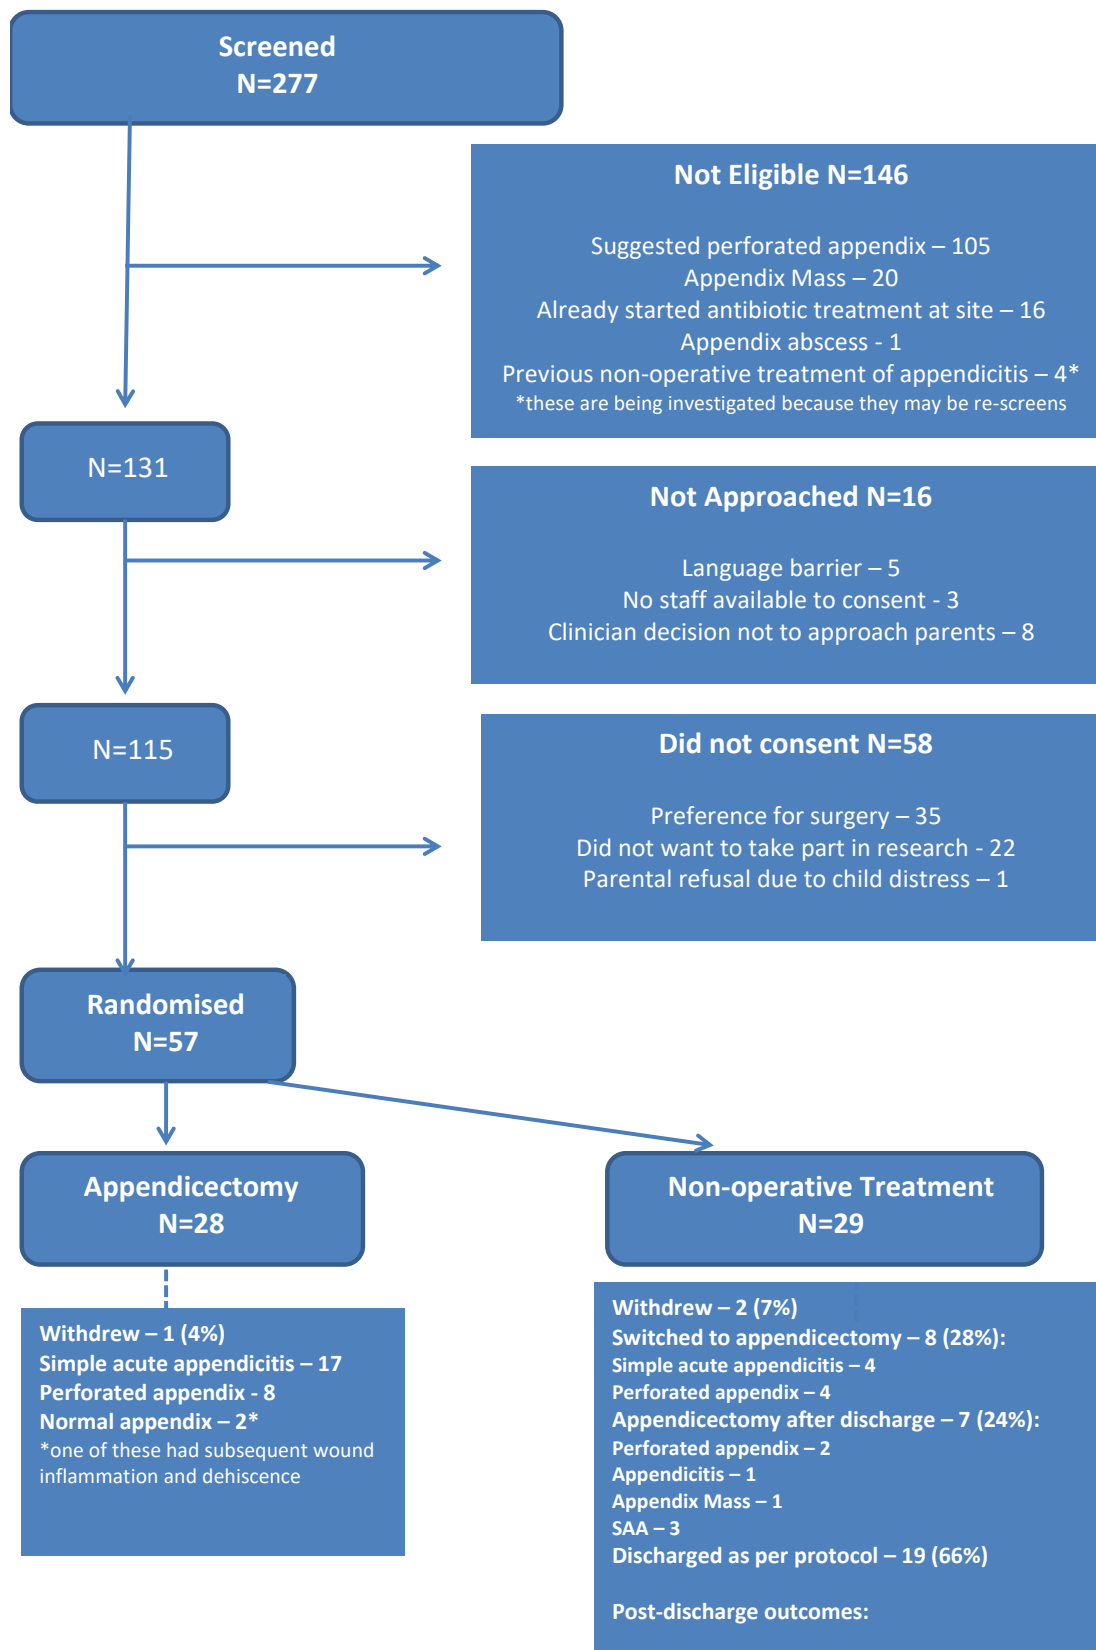 Screened
N=277
Not Eligible N=146
Suggested perforated appendix – 105
Appendix Mass – 20
Already started antibiotic treatment at site – 16
Appendix abscess - 1
Previous non-operative treatment of appendicitis – 4*
*these are being investigated because they may be re-screens
N=131
Not Approached N=16
Language barrier – 5
No staff available to consent - 3
Clinician decision not to approach parents – 8
N=115
Did not consent N=58
Preference for surgery – 35
Did not want to take part in research - 22
Parental refusal due to child distress – 1
Randomised
N=57
Appendicectomy
N=28
Non-operative Treatment
N=29
Withdrew – 1 (4%)
Simple acute appendicitis – 17
Perforated appendix - 8
Normal appendix – 2*
*one of these had subsequent wound
inflammation and dehiscence
Withdrew – 2 (7%)
Switched to appendicectomy – 8 (28%):
Simple acute appendicitis – 4
Perforated appendix – 4
Appendicectomy after discharge – 7 (24%):
Perforated appendix – 2
Appendicitis – 1
Appendix Mass – 1
SAA – 3
Discharged as per protocol – 19 (66%)
Post-discharge outcomes: